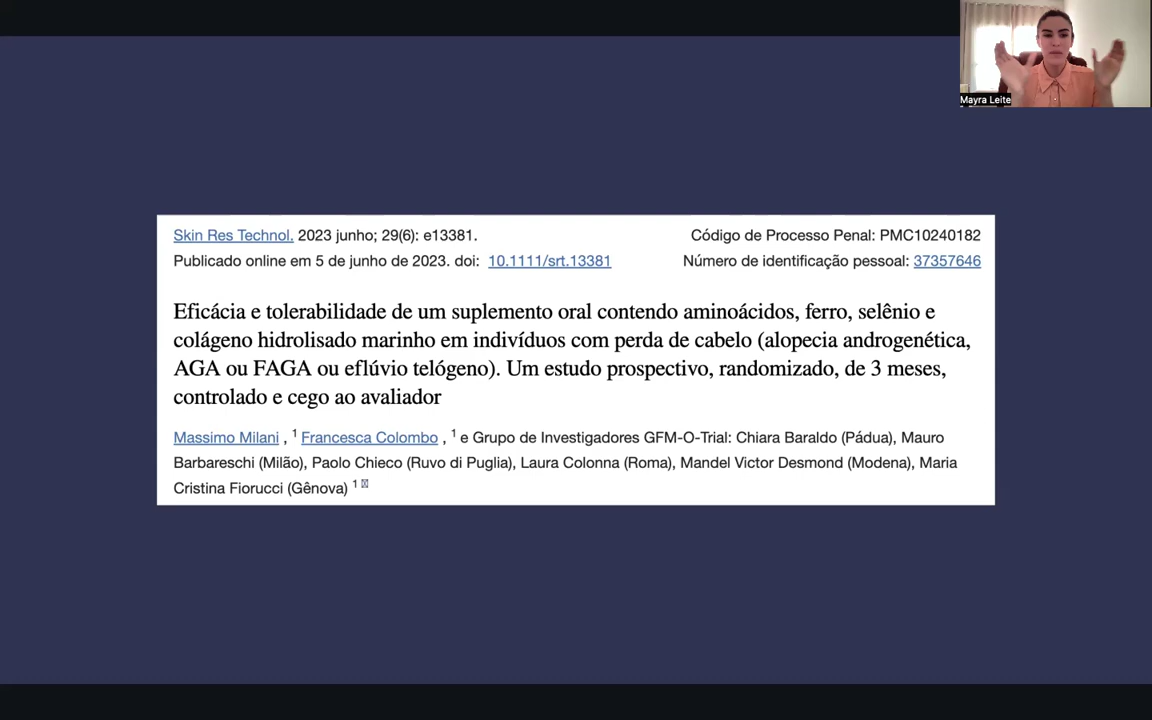 Mayra Leite
Skin Res Technol. 2023 junho; 29(6): e13381.
Código de Processo Penal: PMC10240182
Publicado online em 5 de junho de 2023. doi: 10.1111/srt.13381
Número de identificação pessoal: 37357646
Eficácia e tolerabilidade de um suplemento oral contendo aminoácidos, ferro, selênio e
colágeno hidrolisado marinho em indivíduos com perda de cabelo (alopecia androgenética,
AGA ou FAGA ou eflúvio telógeno). Um estudo prospectivo, randomizado, de 3 meses,
controlado e cego ao avaliador
Massimo Milani , 1 Francesca Colombo , 1 e Grupo de Investigadores GFM-O-Trial: Chiara Baraldo (Pádua), Mauro
Barbareschi (Milão), Paolo Chieco (Ruvo di Puglia), Laura Colonna (Roma), Mandel Victor Desmond (Modena), Maria
Cristina Fiorucci (Gênova) 1